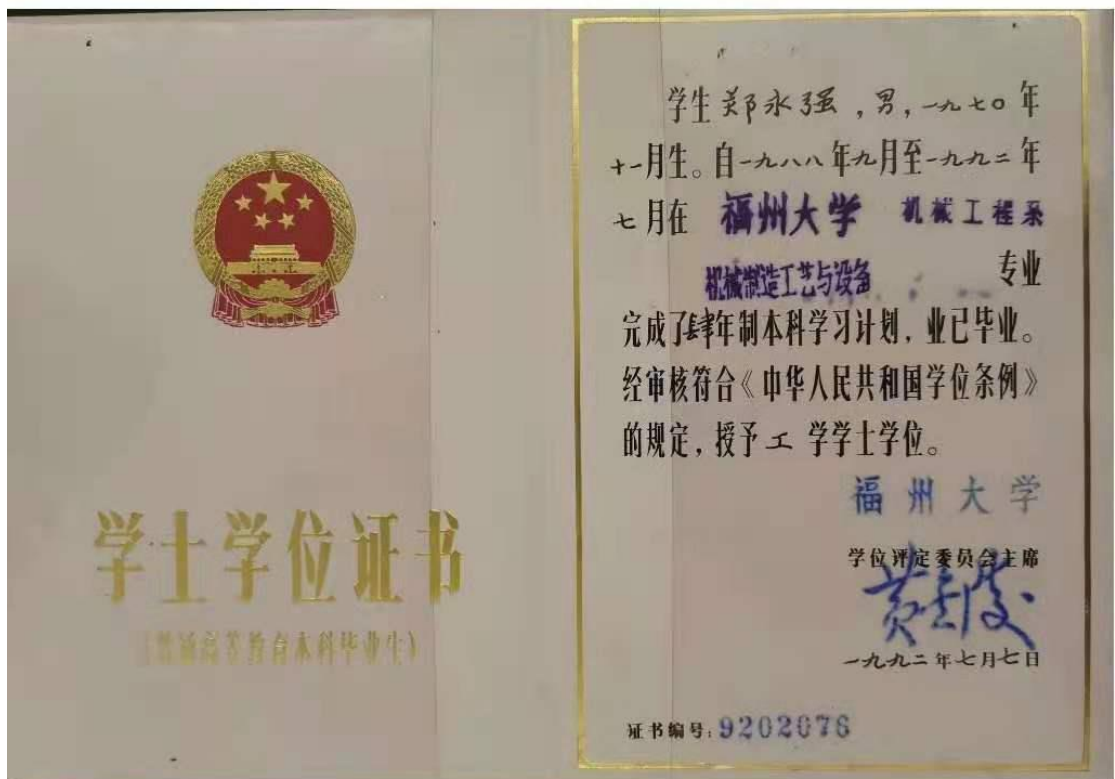 学士学位证书
(普通高等教育本科毕业生)
学生郑永强,男,一九七〇年
十一月生。自一九八八年九月至一九九二年
七月在 福州大学 机械工程系
机械制造工艺与设备 专业
完成了肆年制本科学习计划,业已毕业。
经审核符合《中华人民共和国学位条例》
的规定,授予工学学士学位。
福州大学
学位评定委员会主席
一九九二年七月七日
证书编号:9202076